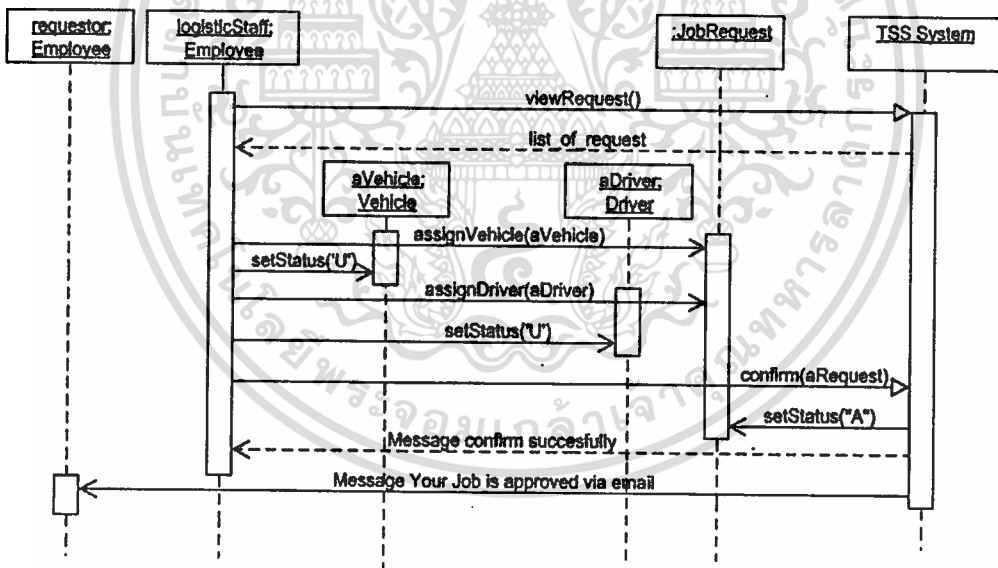 requestor:
Employee
logisticStaff:
Employee
:JobRequest
TSS System
viewRequest()
list_of_request
aVehicle:
Vehicle
aDriver:
Driver
assignVehicle(aVehicle)
setStatus("U")
assignDriver(aDriver)
setStatus("U")
confirm(aRequest)
setStatus("A")
Message confirm succesfully
Message Your Job is approved via email